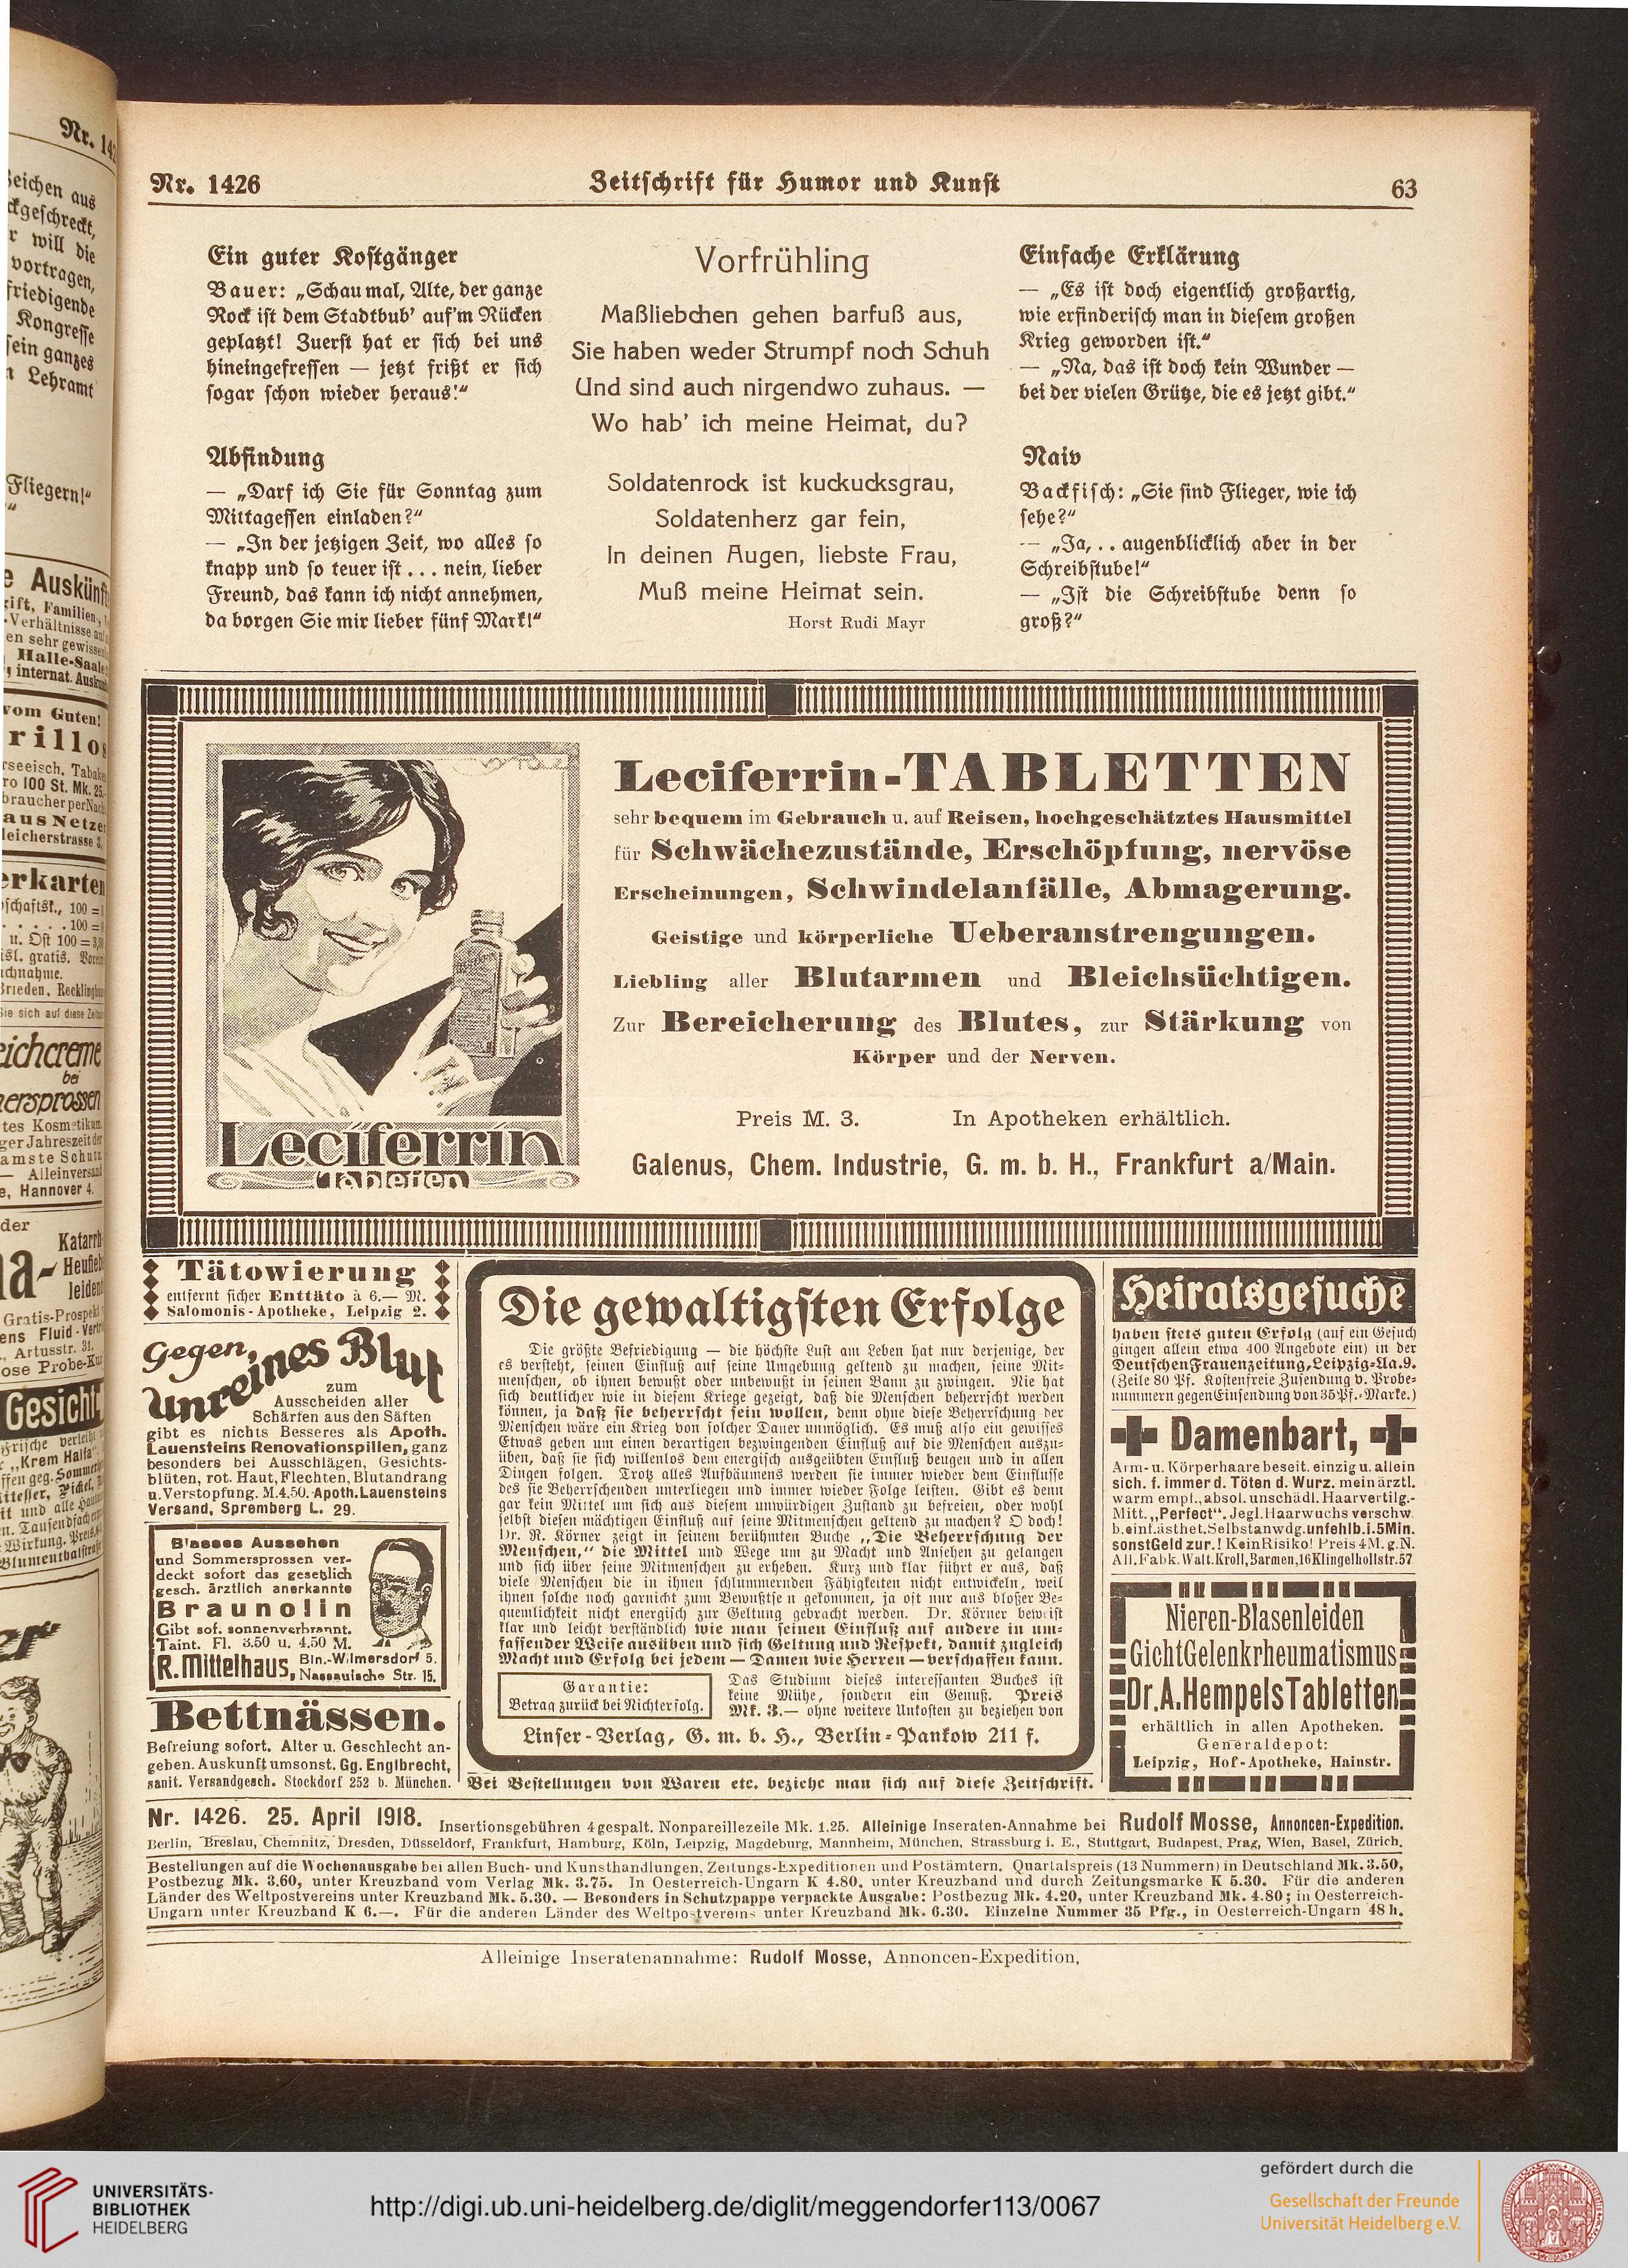 Nr. 1426
Zeitschrift für Humor und Kunst
63
Ein guter Kostgänger
Bauer: „Schau mal, Alte, der ganze
Rock ist dem Stadtbub' auf'm Rücken
geplatzt! Zuerst hat er sich bei uns
hineingefressen — jetzt frißt er sich
sogar schon wieder heraus!“
Abfindung
— „Darf ich Sie für Sonntag zum
Mittagessen einladen?“
— „In der jetzigen Zeit, wo alles so
knapp und so teuer ist . . . nein, lieber
Freund, das kann ich nicht annehmen,
da borgen Sie mir lieber fünf Mark!“
Vorfrühling
Maßliebchen gehen barfuß aus,
Sie haben weder Strumpf noch Schuh
Und sind auch nirgendwo zuhaus. —
Wo hab' ich meine Heimat, du?
Soldatenrock ist kuckucksgrau,
Soldatenherz gar fein,
In deinen Augen, liebste Frau,
Muß meine Heimat sein.
Horst Rudi Mayr
Einfache Erklärung
— „Es ist doch eigentlich großartig,
wie erfinderisch man in diesem großen
Krieg geworden ist.“
— „Na, das ist doch kein Wunder —
bei der vielen Grütze, die es jetzt gibt.“
Naiv
Backfisch: „Sie sind Flieger, wie ich
sehe?“
— „Ja, . . augenblicklich aber in der
Schreibstube!“
— „Ist die Schreibstube denn so
groß?“
Leciferrin
Tabletten
Leciferrin-TABLETTEN
sehr bequem im Gebrauch u. auf Reisen, hochgeschätztes Hausmittel
für Schwächezustände, Erschöpfung, nervöse
Erscheinungen, Schwindelanfälle, Abmagerung.
Geistige und körperliche Ueberanstrengungen.
Liebling aller Blutarmen und Bleichsüchtigen.
Zur Bereicherung des Blutes, zur Stärkung von
Körper und der Nerven.
Preis M. 3. In Apotheken erhältlich.
Galenus, Chem. Industrie, G. m. b. H., Frankfurt a/Main.
Tätowierung
entfernt sicher Enttäto à 6.— M.
Salomonis-Apotheke, Leipzig 2.
Gegen
unreines Blut
zum
Ausscheiden aller
Schärfen aus den Säften
gibt es nichts Besseres als Apoth.
Lauensteins Renovationspillen, ganz
besonders bei Ausschlägen, Gesichts-
blüten, rot. Haut, Flechten, Blutandrang
u. Verstopfung. M.4.50. Apoth. Lauensteins
Versand, Spremberg L. 29.
Blasses Aussehen
und Sommersprossen ver-
deckt sofort das gesetzlich
gesch. ärztlich anerkannte
Braunolin
Gibt sof. sonnenverbrannt.
Taint. Fl. 3.50 u. 4.50 M.
R. Mittelhaus, Bln.-Wilmersdorf 5.
Nassauische Str. 15.
Bettnässen.
Befreiung sofort. Alter u. Geschlecht an-
geben. Auskunft umsonst. Gg. Englbrecht,
sanit. Versandgesch. Stockdorf 252 b. München.
Die gewaltigsten Erfolge
Die größte Befriedigung — die höchste Lust am Leben hat nur derjenige, der
es versteht, seinen Einfluß auf seine Umgebung geltend zu machen, seine Mit-
menschen, ob ihnen bewußt oder unbewußt in seinen Bann zu zwingen. Nie hat
sich deutlicher wie in diesem Kriege gezeigt, daß die Menschen beherrscht werden
können, ja daß sie beherrscht sein wollen, denn ohne diese Beherrschung der
Menschen wäre ein Krieg von solcher Dauer unmöglich. Es muß also ein gewisses
Etwas geben um einen derartigen bezwingenden Einfluß auf die Menschen auszu-
üben, daß sie sich willenlos dem energisch ausgeübten Einfluß beugen und in allen
Dingen folgen. Trotz alles Aufbäumens werden sie immer wieder dem Einflusse
des sie Beherrschenden unterliegen und immer wieder Folge leisten. Gibt es denn
gar kein Mittel um sich aus diesem unwürdigen Zustand zu befreien, oder wohl
selbst diesen mächtigen Einfluß auf seine Mitmenschen geltend zu machen? O doch!
Dr. R. Körner zeigt in seinem berühmten Buche „Die Beherrschung der
Menschen,“ die Mittel und Wege um zu Macht und Ansehen zu gelangen
und sich über seine Mitmenschen zu erheben. Kurz und klar führt er aus, daß
viele Menschen die in ihnen schlummernden Fähigkeiten nicht entwickeln, weil
ihnen solche noch garnicht zum Bewußtsein gekommen, ja oft nur aus bloßer Be-
quemlichkeit nicht energisch zur Geltung gebracht werden. Dr. Körner beweist
klar und leicht verständlich wie man seinen Einfluß auf andere in um-
fassender Weise ausüben und sich Geltung und Respekt, damit zugleich
Macht und Erfolg bei jedem — Damen wie Herren — verschaffen kann.
Garantie:
Betrag zurück bei Nichterfolg.
Das Studium dieses interessanten Buches ist
keine Mühe, sondern ein Genuß. Preis
Mk. 3.— ohne weitere Unkosten zu beziehen von
Linser-Verlag, G. m. b. H., Berlin-Pankow 211 f.
Bei Bestellungen von Waren etc. beziehe man sich auf diese Zeitschrift.
Heiratsgesuche
haben stets guten Erfolg (auf ein Gesuch
gingen allein etwa 400 Angebote ein) in der
Deutschen Frauenzeitung, Leipzig-Lla.9.
(Zeile 80 Pf. Kostenfreie Zusendung v. Probe-
nummern gegen Einsendung von 35 Pf.-Marke.)
Damenbart,
Arm- u. Körperhaare beseit. einzig u. allein
sich. f. immer d. Töten d. Wurz. mein ärztl.
warm empf., absol. unschädl. Haarvertilg.-
Mitt. „Perfect“. Jegl. Haarwuchs verschw.
b. einf. ästhet. Selbstanwdg. unfehlb. i. 5 Min.
sonst Geld zur.! Kein Risiko! Preis 4 M. g. N.
All. Fabk. Walt. Kroll, Barmen, 16 Klingelhollstr. 57
Nieren-Blasenleiden
Gicht Gelenkrheumatismus
Dr. A. Hempels Tabletten
erhältlich in allen Apotheken.
Generaldepot:
Leipzig, Hof-Apotheke, Hainstr.
Nr. 1426. 25. April 1918. Insertionsgebühren 4gespalt. Nonpareillezeile Mk. 1.25. Alleinige Inseraten-Annahme bei Rudolf Mosse, Annoncen-Expedition.
Berlin, Breslau, Chemnitz, Dresden, Düsseldorf, Frankfurt, Hamburg, Köln, Leipzig, Magdeburg, Mannheim, München, Strassburg i. E., Stuttgart, Budapest, Prag, Wien, Basel, Zürich.
Bestellungen auf die Wochenausgabe bei allen Buch- und Kunsthandlungen, Zeitungs-Expeditionen und Postämtern. Quartalspreis (13 Nummern) in Deutschland Mk. 3.50,
Postbezug Mk. 3.60, unter Kreuzband vom Verlag Mk. 3.75. In Oesterreich-Ungarn K 4.80, unter Kreuzband und durch Zeitungsmarke K 5.30. Für die anderen
Länder des Weltpostvereins unter Kreuzband Mk. 5.30. — Besonders in Schutzpappe verpackte Ausgabe: Postbezug Mk. 4.20, unter Kreuzband Mk. 4.80; in Oesterreich-
Ungarn unter Kreuzband K 6.—. Für die anderen Länder des Weltpostvereins unter Kreuzband Mk. 6.30. Einzelne Nummer 35 Pfg., in Oesterreich-Ungarn 48 h.
Alleinige Inseratenannahme: Rudolf Mosse, Annoncen-Expedition.
UNIVERSITÄTS-
BIBLIOTHEK
HEIDELBERG
http://digi.ub.uni-heidelberg.de/diglit/meggendorfer113/0067
gefördert durch die
Gesellschaft der Freunde
Universität Heidelberg e.V.